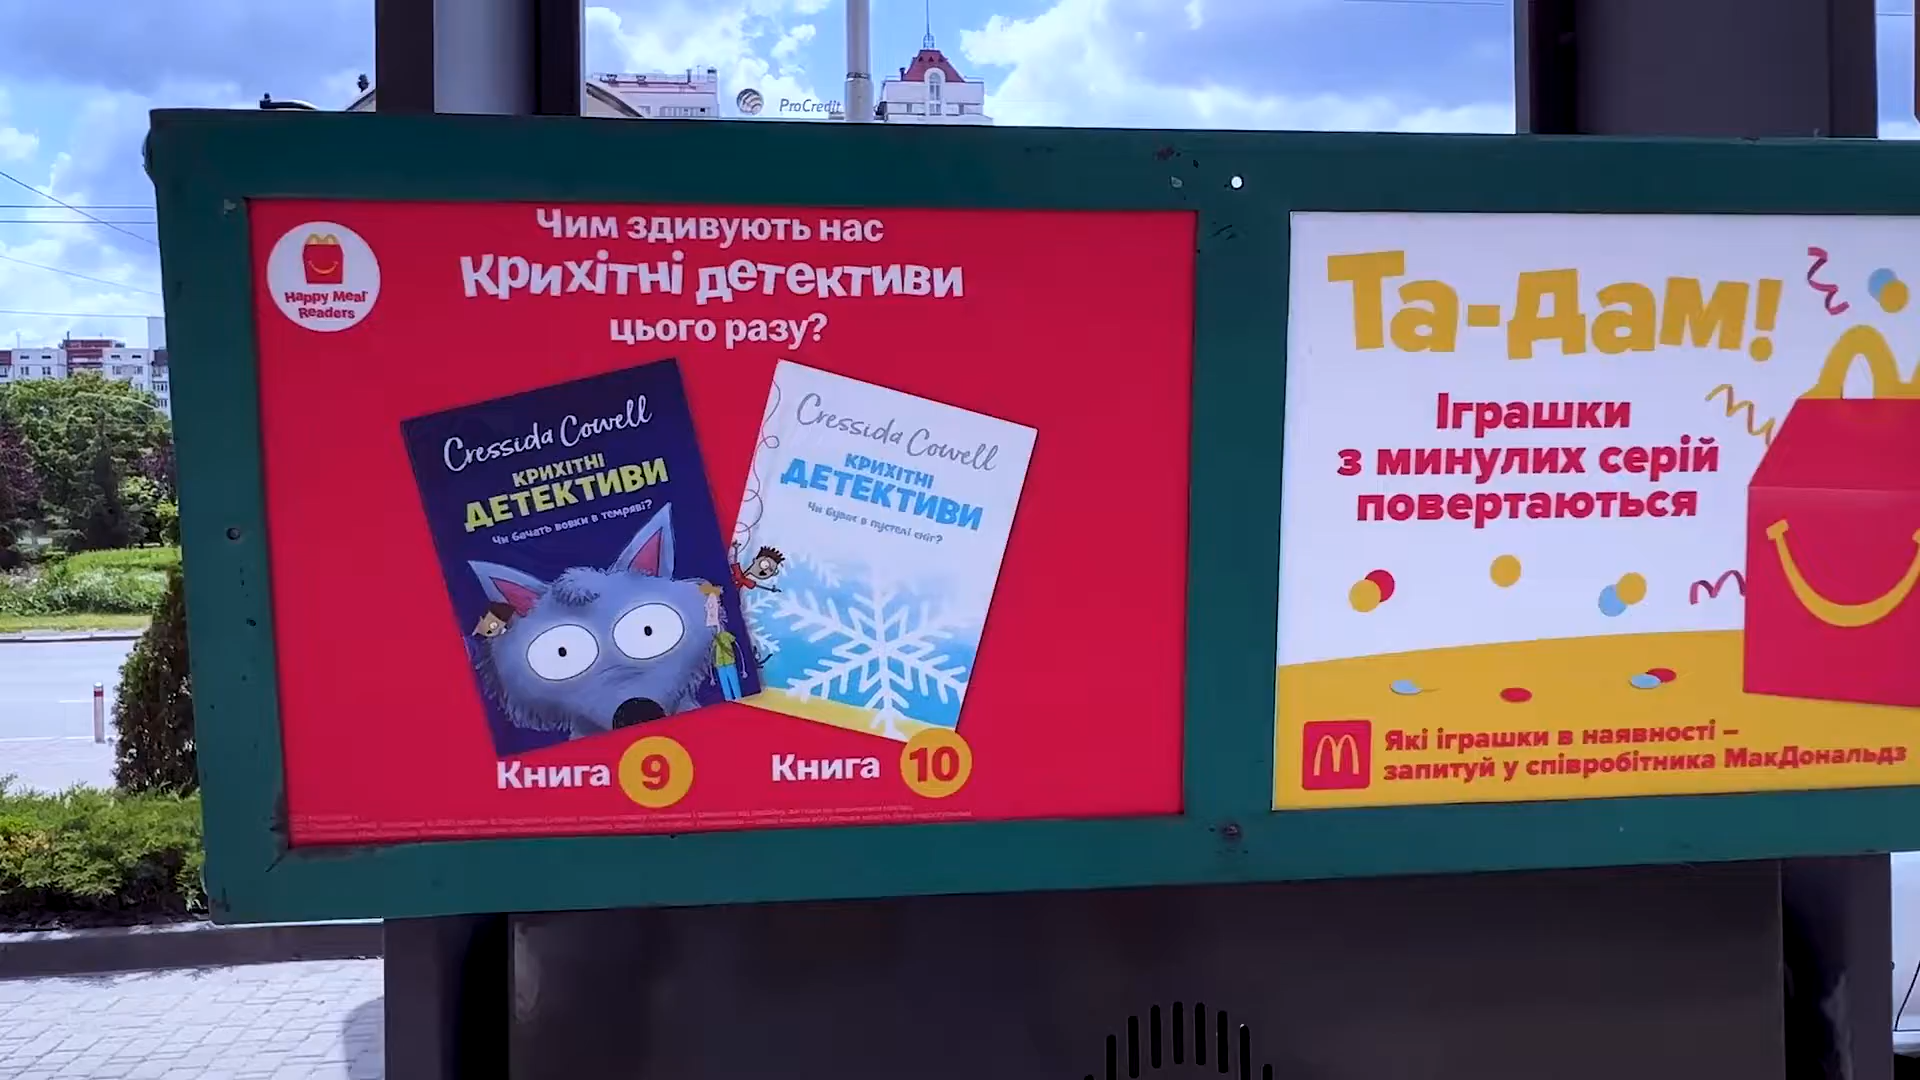 ProCredit
Happy Meal
Readers
Чим здивують нас
Крихітні детективи
цього разу?
Cressida Cowell
КРИХІТНІ
ДЕТЕКТИВИ
Чи бачать вовки в темряві?
Cressida Cowell
КРИХІТНІ
ДЕТЕКТИВИ
Чи буває в пустелі сніг?
Книга 9
Книга 10
Та-дам!
Іграшки
з минулих серій
повертаються
Які іграшки в наявності –
запитуй у співробітника МакДональдз